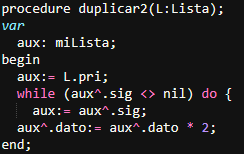 procedure duplicar2(L:Lista);
var
  aux: miLista;
begin
  aux:= L.pri;
  while (aux^.sig <> nil) do {
    aux:= aux^.sig;
  aux^.dato:= aux^.dato * 2;
end;